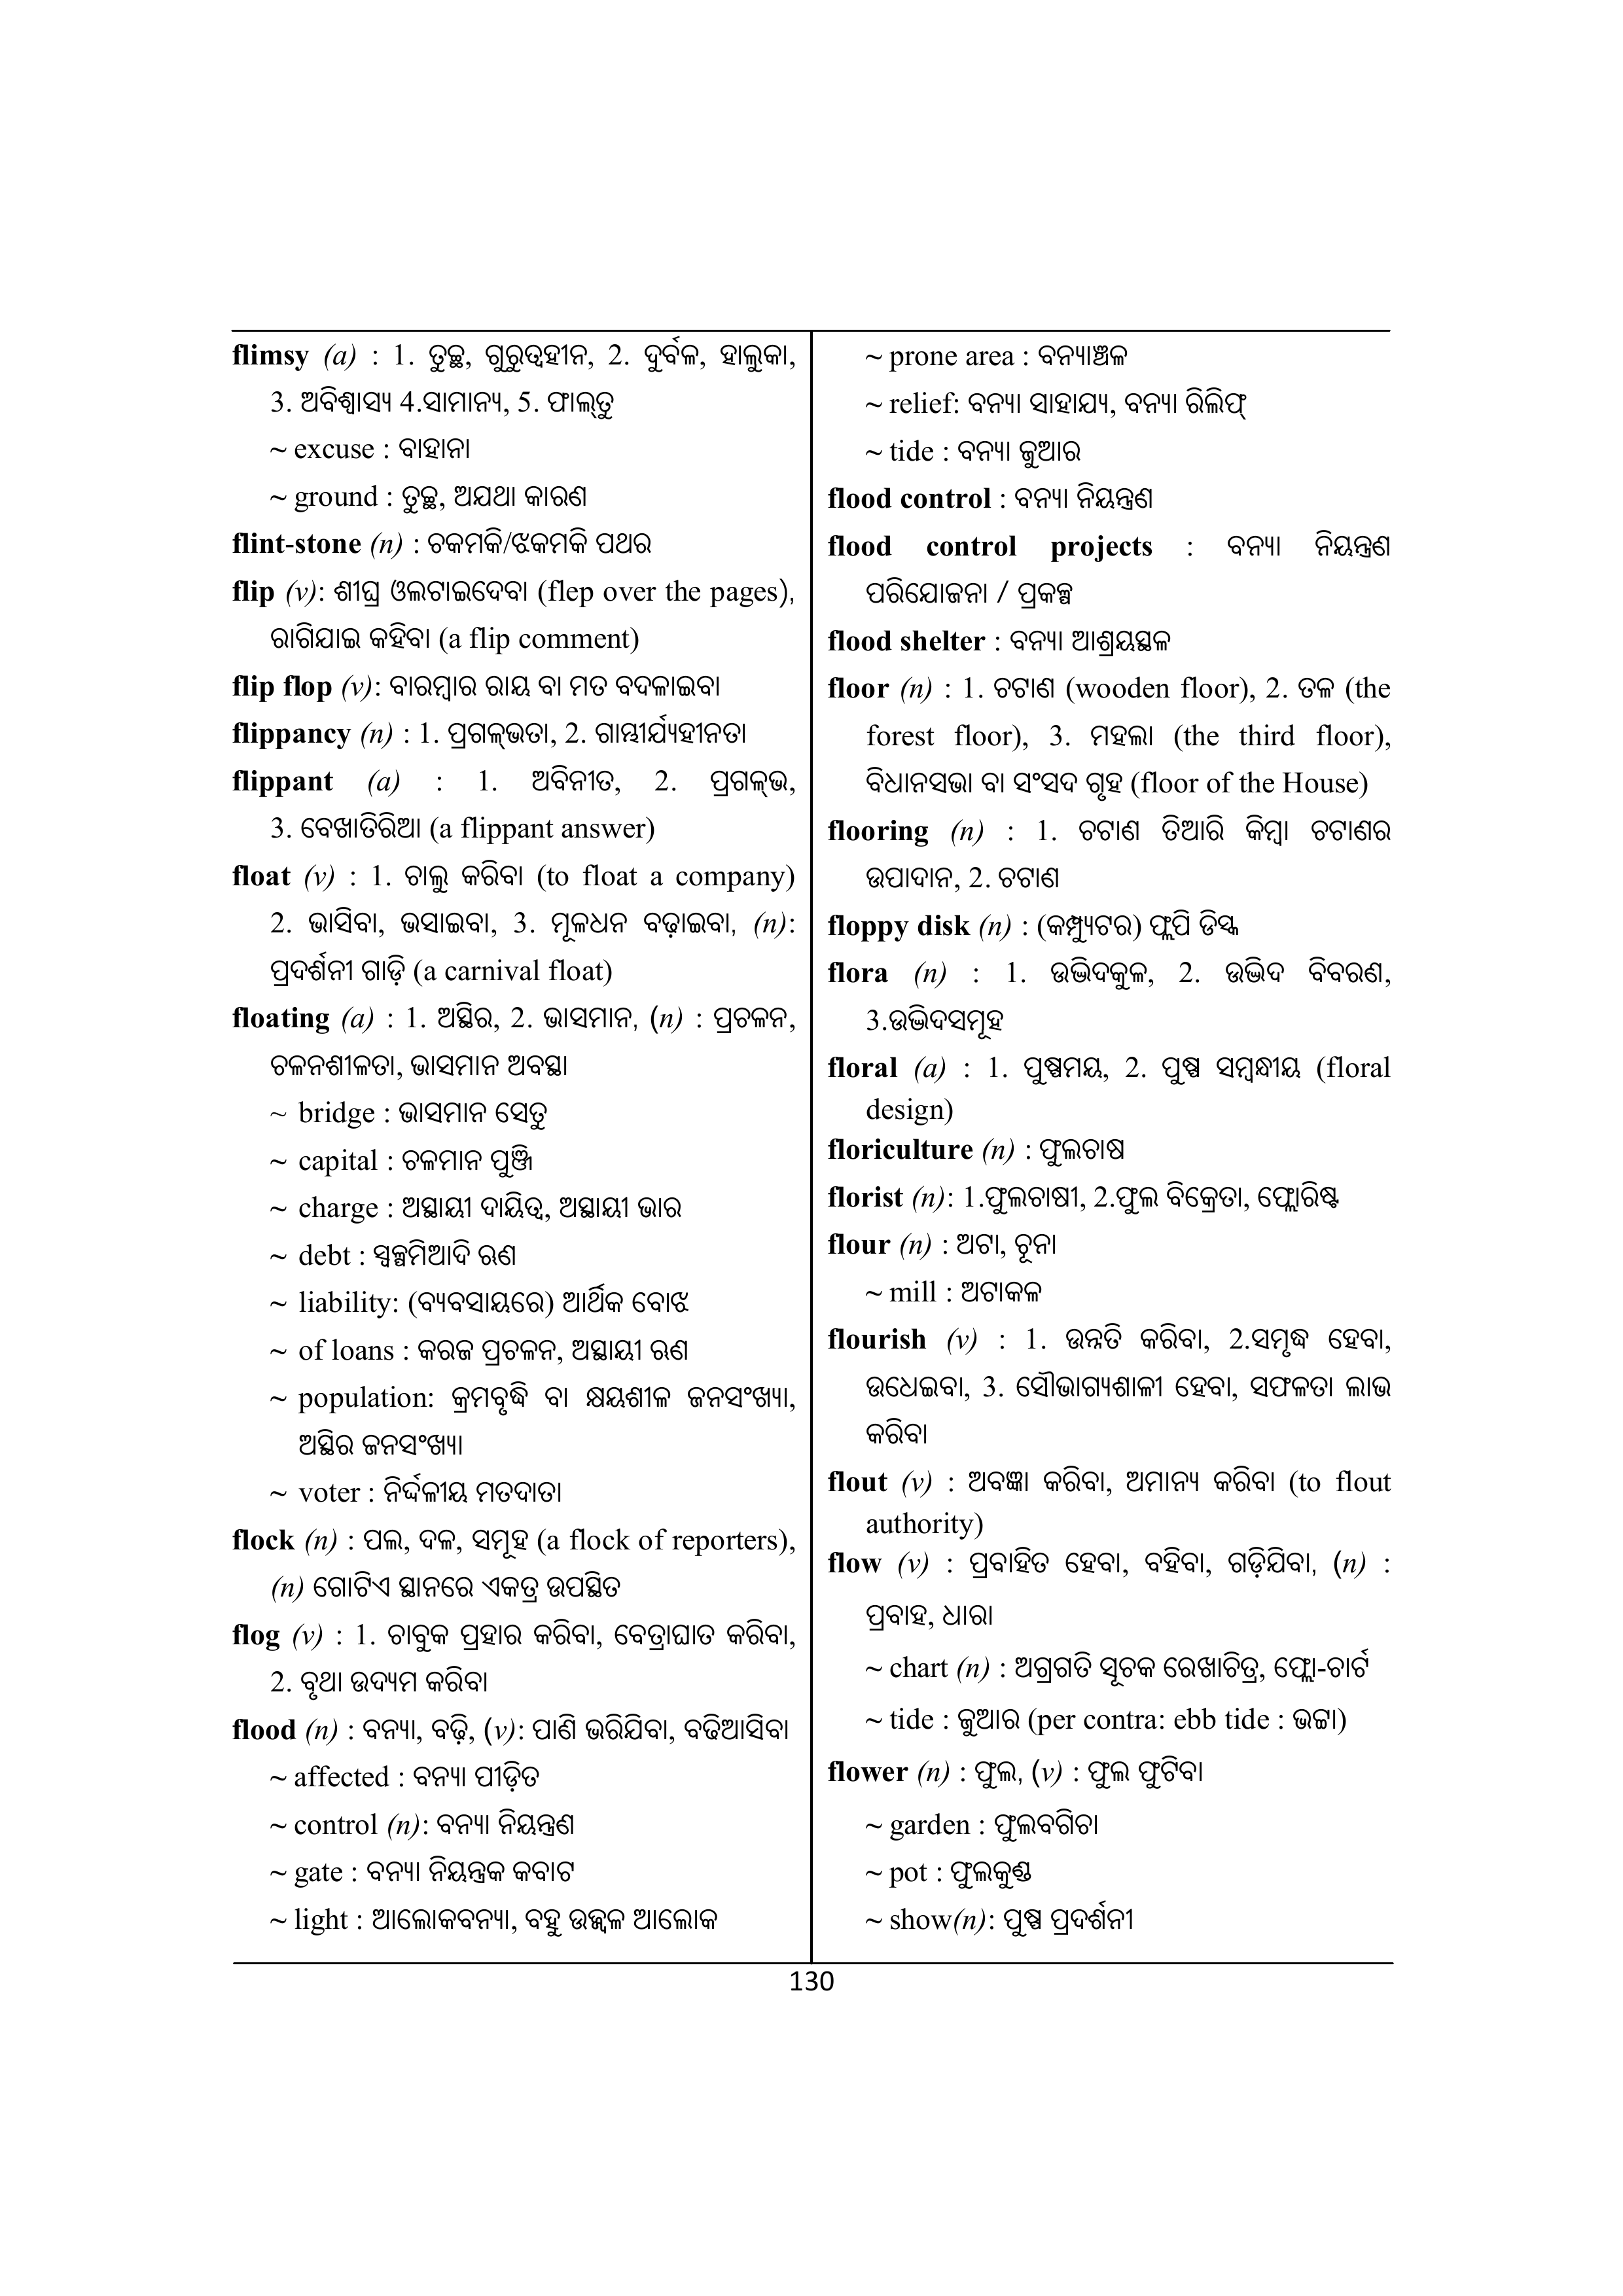 flimsy (a) : 1. ତୁଚ୍ଛ, ଗୁରୁତ୍ୱହୀନ, 2. ଦୁର୍ବଳ, ହାଲୁକା,
3. ଅବିଶ୍ୱାସ୍ୟ 4.ସାମାନ୍ୟ, 5. ଫାଲ୍‌ତୁ
~ excuse : ବାହାନା
~ ground : ତୁଚ୍ଛ, ଅଯଥା କାରଣ
flint-stone (n) : ଚକମକି/ଝକମକି ପଥର
flip (v): ଶୀଘ୍ର ଓଲଟାଇଦେବା (flep over the pages),
ରାଗିଯାଇ କହିବା (a flip comment)
flip flop (v): ବାରମ୍ବାର ରାୟ ବା ମତ ବଦଳାଇବା
flippancy (n) : 1. ପ୍ରଗଳ୍‌ଭତା, 2. ଗାମ୍ଭୀର୍ଯ୍ୟହୀନତା
flippant (a) : 1. ଅବିନୀତ, 2. ପ୍ରଗଳ୍‌ଭ,
3. ବେଖାତିରିଆ (a flippant answer)
float (v) : 1. ଚାଲୁ କରିବା (to float a company)
2. ଭାସିବା, ଭସାଇବା, 3. ମୂଳଧନ ବଢ଼ାଇବା, (n):
ପ୍ରଦର୍ଶନୀ ଗାଡ଼ି (a carnival float)
floating (a) : 1. ଅସ୍ଥିର, 2. ଭାସମାନ, (n) : ପ୍ରଚଳନ,
ଚଳନଶୀଳତା, ଭାସମାନ ଅବସ୍ଥା
~ bridge : ଭାସମାନ ସେତୁ
~ capital : ଚଳମାନ ପୁଞ୍ଜି
~ charge : ଅସ୍ଥାୟୀ ଦାୟିତ୍ୱ, ଅସ୍ଥାୟୀ ଭାର
~ debt : ସ୍ୱଳ୍ପମିଆଦି ଋଣ
~ liability: (ବ୍ୟବସାୟରେ) ଆର୍ଥିକ ବୋଝ
~ of loans : କରଜ ପ୍ରଚଳନ, ଅସ୍ଥାୟୀ ଋଣ
~ population: କ୍ରମବୃଦ୍ଧି ବା କ୍ଷୟଶୀଳ ଜନସଂଖ୍ୟା,
ଅସ୍ଥିର ଜନସଂଖ୍ୟା
~ voter : ନିର୍ଦ୍ଦଳୀୟ ମତଦାତା
flock (n) : ପଲ, ଦଳ, ସମୂହ (a flock of reporters),
(n) ଗୋଟିଏ ସ୍ଥାନରେ ଏକତ୍ର ଉପସ୍ଥିତ
flog (v) : 1. ଚାବୁକ ପ୍ରହାର କରିବା, ବେତ୍ରାଘାତ କରିବା,
2. ବୃଥା ଉଦ୍ୟମ କରିବା
flood (n) : ବନ୍ୟା, ବଢ଼ି, (v): ପାଣି ଭରିଯିବା, ବଢିଆସିବା
~ affected : ବନ୍ୟା ପୀଡ଼ିତ
~ control (n): ବନ୍ୟା ନିୟନ୍ତ୍ରଣ
~ gate : ବନ୍ୟା ନିୟନ୍ତ୍ରକ କବାଟ
~ light : ଆଲୋକବନ୍ୟା, ବହୁ ଉଜ୍ଜ୍ୱଳ ଆଲୋକ
~ prone area : ବନ୍ୟାଞ୍ଚଳ
~ relief: ବନ୍ୟା ସାହାଯ୍ୟ, ବନ୍ୟା ରିଲିଫ୍
~ tide : ବନ୍ୟା ଜୁଆର
flood control : ବନ୍ୟା ନିୟନ୍ତ୍ରଣ
flood control projects : ବନ୍ୟା ନିୟନ୍ତ୍ରଣ
ପରିଯୋଜନା / ପ୍ରକଳ୍ପ
flood shelter : ବନ୍ୟା ଆଶ୍ରୟସ୍ଥଳ
floor (n) : 1. ଚଟାଣ (wooden floor), 2. ତଳ (the
forest floor), 3. ମହଲା (the third floor),
ବିଧାନସଭା ବା ସଂସଦ ଗୃହ (floor of the House)
flooring (n) : 1. ଚଟାଣ ତିଆରି କିମ୍ବା ଚଟାଣର
ଉପାଦାନ, 2. ଚଟାଣ
floppy disk (n) : (କମ୍ପ୍ୟୁଟର) ଫ୍ଲପି ଡିସ୍କ
flora (n) : 1. ଉଦ୍ଭିଦକୁଳ, 2. ଉଦ୍ଭିଦ ବିବରଣ,
3.ଉଦ୍ଭିଦସମୂହ
floral (a) : 1. ପୁଷ୍ପମୟ, 2. ପୁଷ୍ପ ସମ୍ବନ୍ଧୀୟ (floral
design)
floriculture (n) : ଫୁଲଚାଷ
florist (n): 1.ଫୁଲଚାଷୀ, 2.ଫୁଲ ବିକ୍ରେତା, ଫ୍ଲୋରିଷ୍ଟ
flour (n) : ଅଟା, ଚୂନା
~ mill : ଅଟାକଳ
flourish (v) : 1. ଉନ୍ନତି କରିବା, 2.ସମୃଦ୍ଧ ହେବା,
ଉଧେଇବା, 3. ସୌଭାଗ୍ୟଶାଳୀ ହେବା, ସଫଳତା ଲାଭ
କରିବା
flout (v) : ଅବଜ୍ଞା କରିବା, ଅମାନ୍ୟ କରିବା (to flout
authority)
flow (v) : ପ୍ରବାହିତ ହେବା, ବହିବା, ଗଡ଼ିଯିବା, (n) :
ପ୍ରବାହ, ଧାରା
~ chart (n) : ଅଗ୍ରଗତି ସୂଚକ ରେଖାଚିତ୍ର, ଫ୍ଲୋ-ଚାର୍ଟ
~ tide : ଜୁଆର (per contra: ebb tide : ଭଟ୍ଟା)
flower (n) : ଫୁଲ, (v) : ଫୁଲ ଫୁଟିବା
~ garden : ଫୁଲବଗିଚା
~ pot : ଫୁଲକୁଣ୍ଡ
~ show(n): ପୁଷ୍ପ ପ୍ରଦର୍ଶନୀ
130